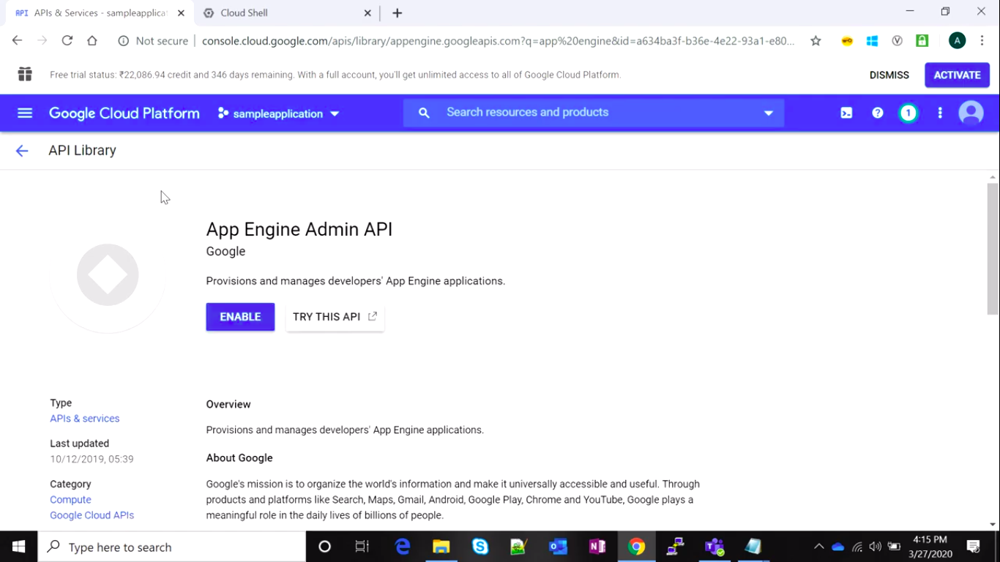 API APIs & Services - sampleapplica
Cloud Shell
Not secure
console.cloud.google.com/apis/library/appengine.googleapis.com?q=app%20engine&id=a634ba3f-b36e-4e22-93a1-e80...
A
Free trial status: ₹22,086.94 credit and 346 days remaining. With a full account, you'll get unlimited access to all of Google Cloud Platform.
DISMISS
ACTIVATE
Google Cloud Platform
sampleapplication
Search resources and products
1
API Library
App Engine Admin API
Google
Provisions and manages developers' App Engine applications.
ENABLE
TRY THIS API
Type
APIs & services
Last updated
10/12/2019, 05:39
Category
Compute
Google Cloud APIs
Overview
Provisions and manages developers' App Engine applications.
About Google
Google's mission is to organize the world's information and make it universally accessible and useful. Through
products and platforms like Search, Maps, Gmail, Android, Google Play, Chrome and YouTube, Google plays a
meaningful role in the daily lives of billions of people.
Type here to search
4:15 PM
3/27/2020